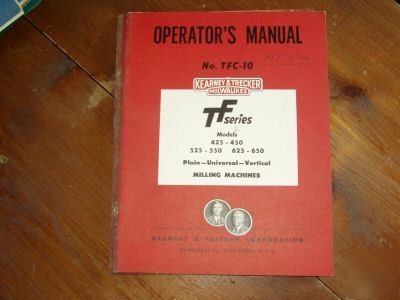 OPERATOR'S MANUAL
No. TFC-10
KEARNEY & TRECKER
MILWAUKEE
TF series
Models
425 - 450
525 - 550 625 - 650
Plain—Universal—Vertical
MILLING MACHINES
KEARNEY & TRECKER CORPORATION